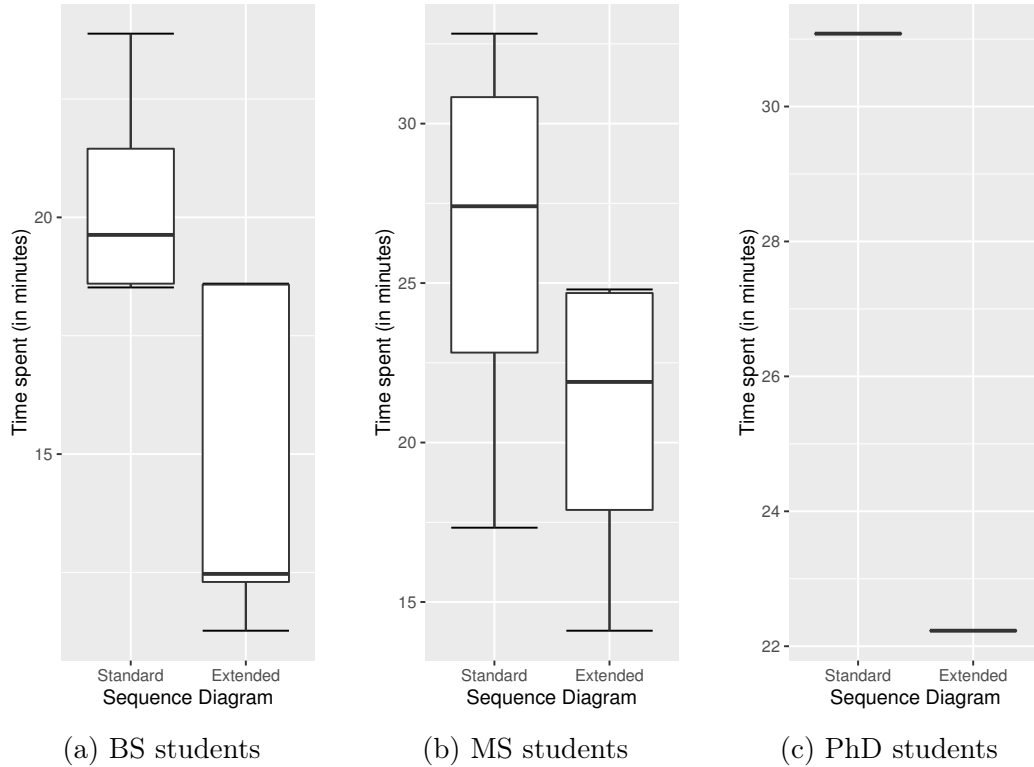 Time spent (in minutes)
20
15
Standard Extended
Sequence Diagram
(a) BS students
Time spent (in minutes)
30
25
20
15
Standard Extended
Sequence Diagram
(b) MS students
Time spent (in minutes)
30
28
26
24
22
Standard Extended
Sequence Diagram
(c) PhD students